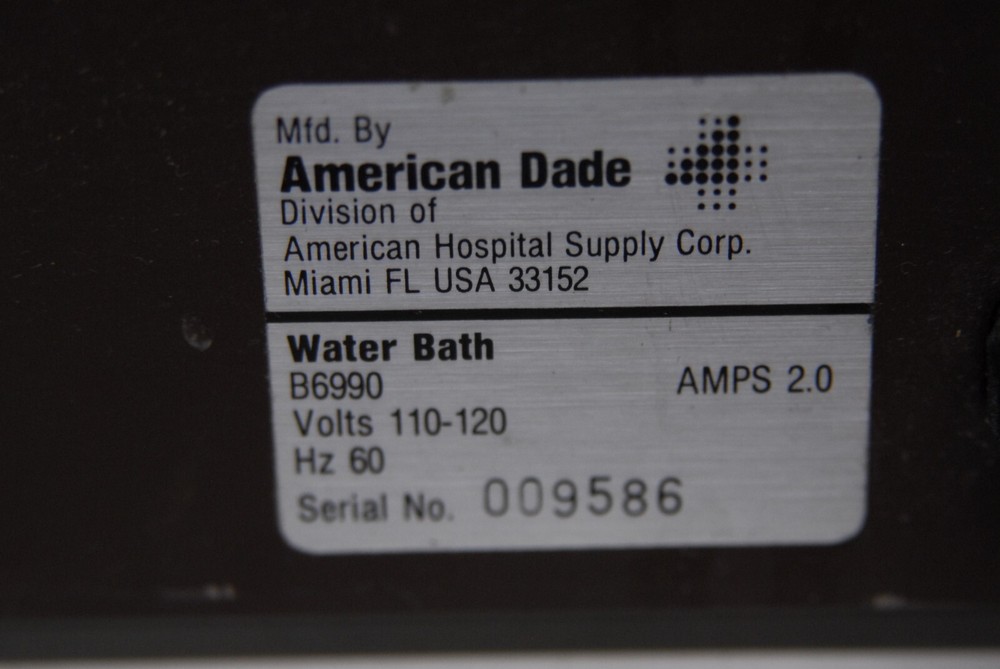 Mfd. By
American Dade
Division of
American Hospital Supply Corp.
Miami FL USA 33152
Water Bath
B6990
AMPS 2.0
Volts 110-120
Hz 60
Serial No. 009586